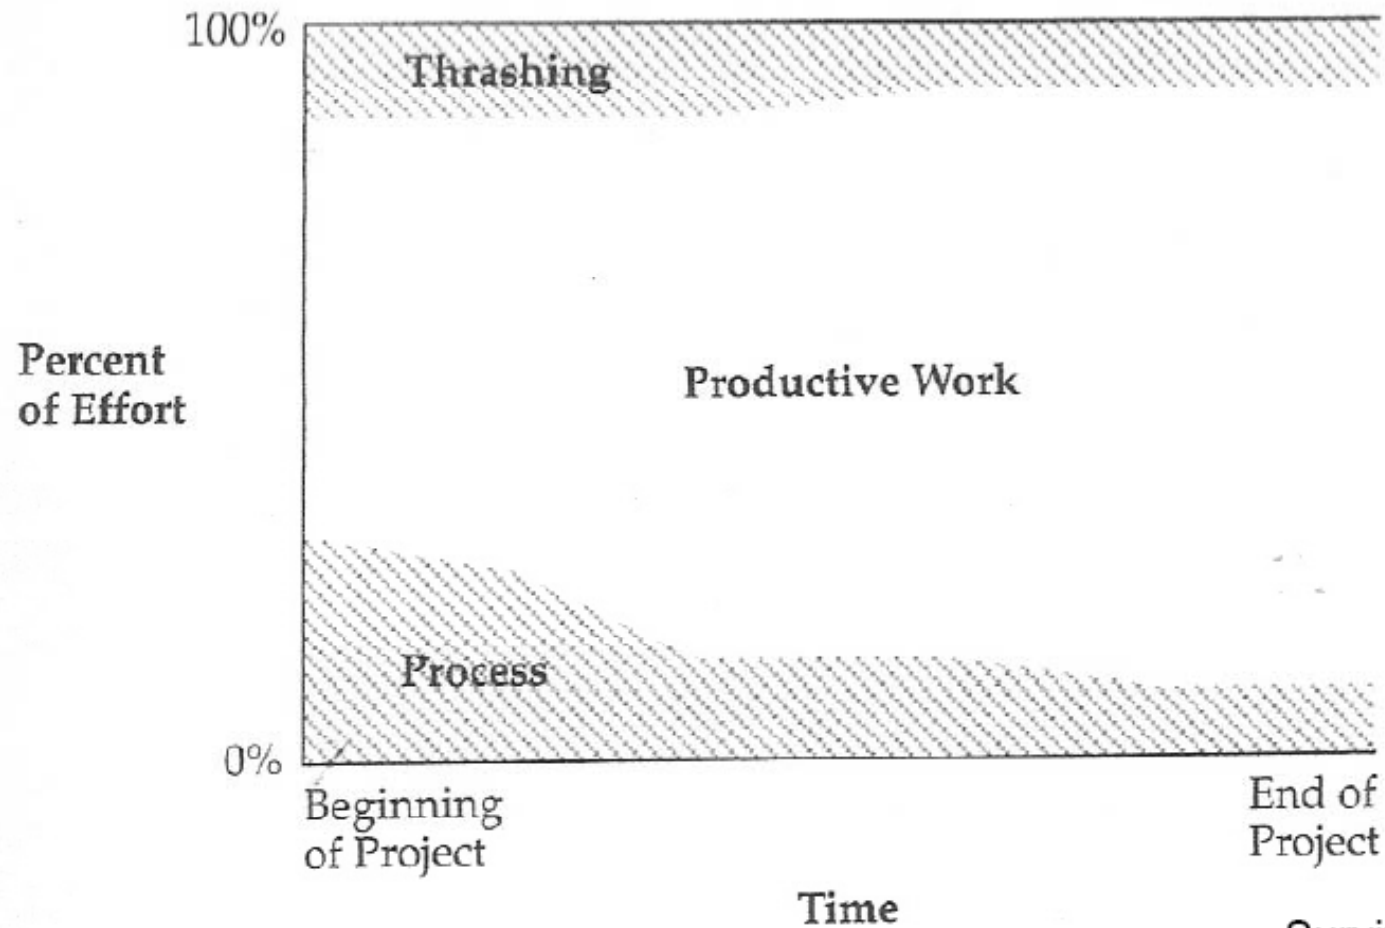 100%
Thrashing
Percent
of Effort
Productive Work
Process
0%
Beginning
of Project
End of
Project
Time